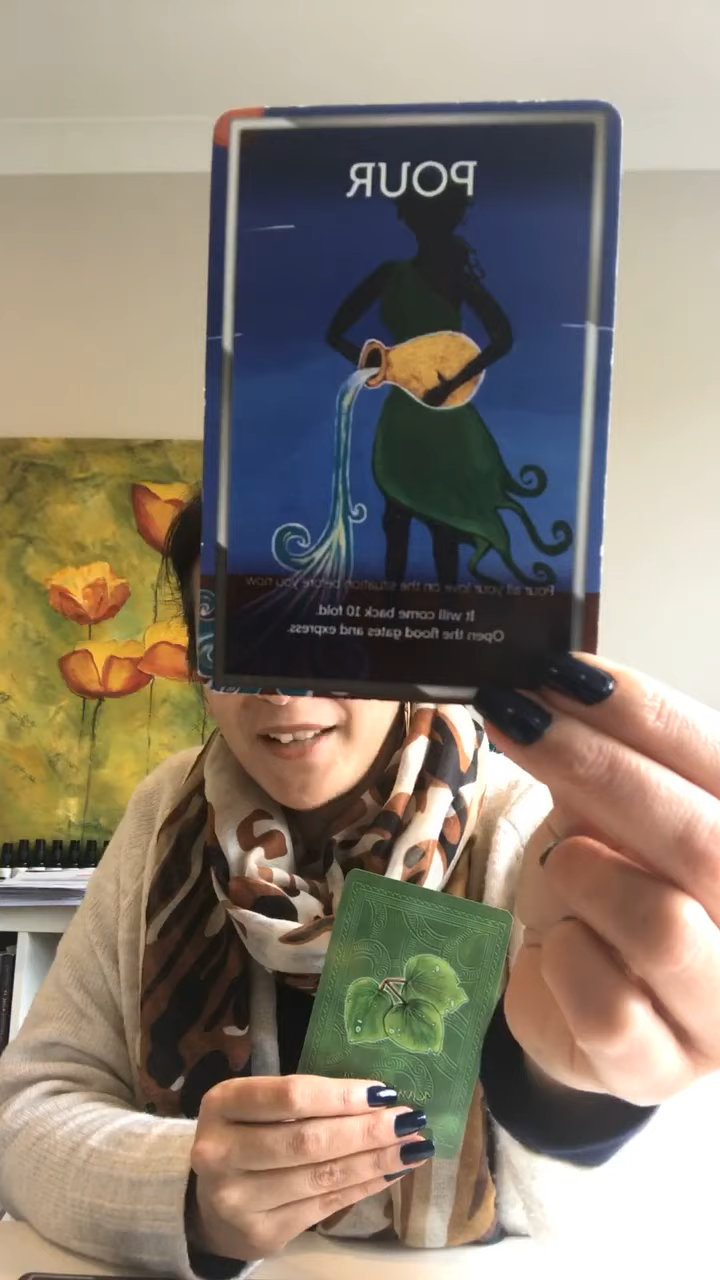 POUR
Pour all your love on the situation before you now
It will come back 10 fold.
Open the flood gates and express